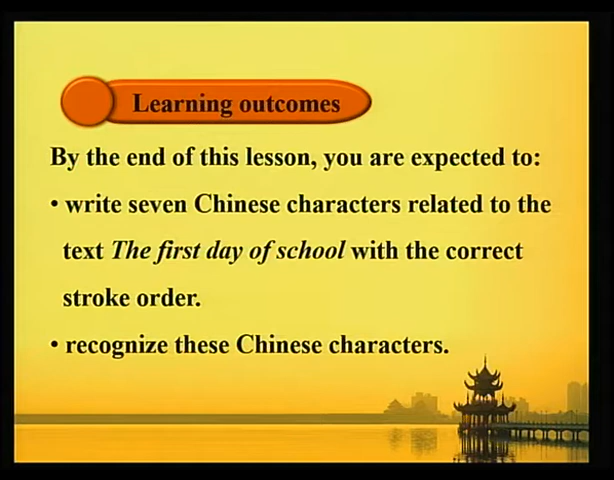 Learning outcomes
By the end of this lesson, you are expected to:
• write seven Chinese characters related to the
text The first day of school with the correct
stroke order.
• recognize these Chinese characters.